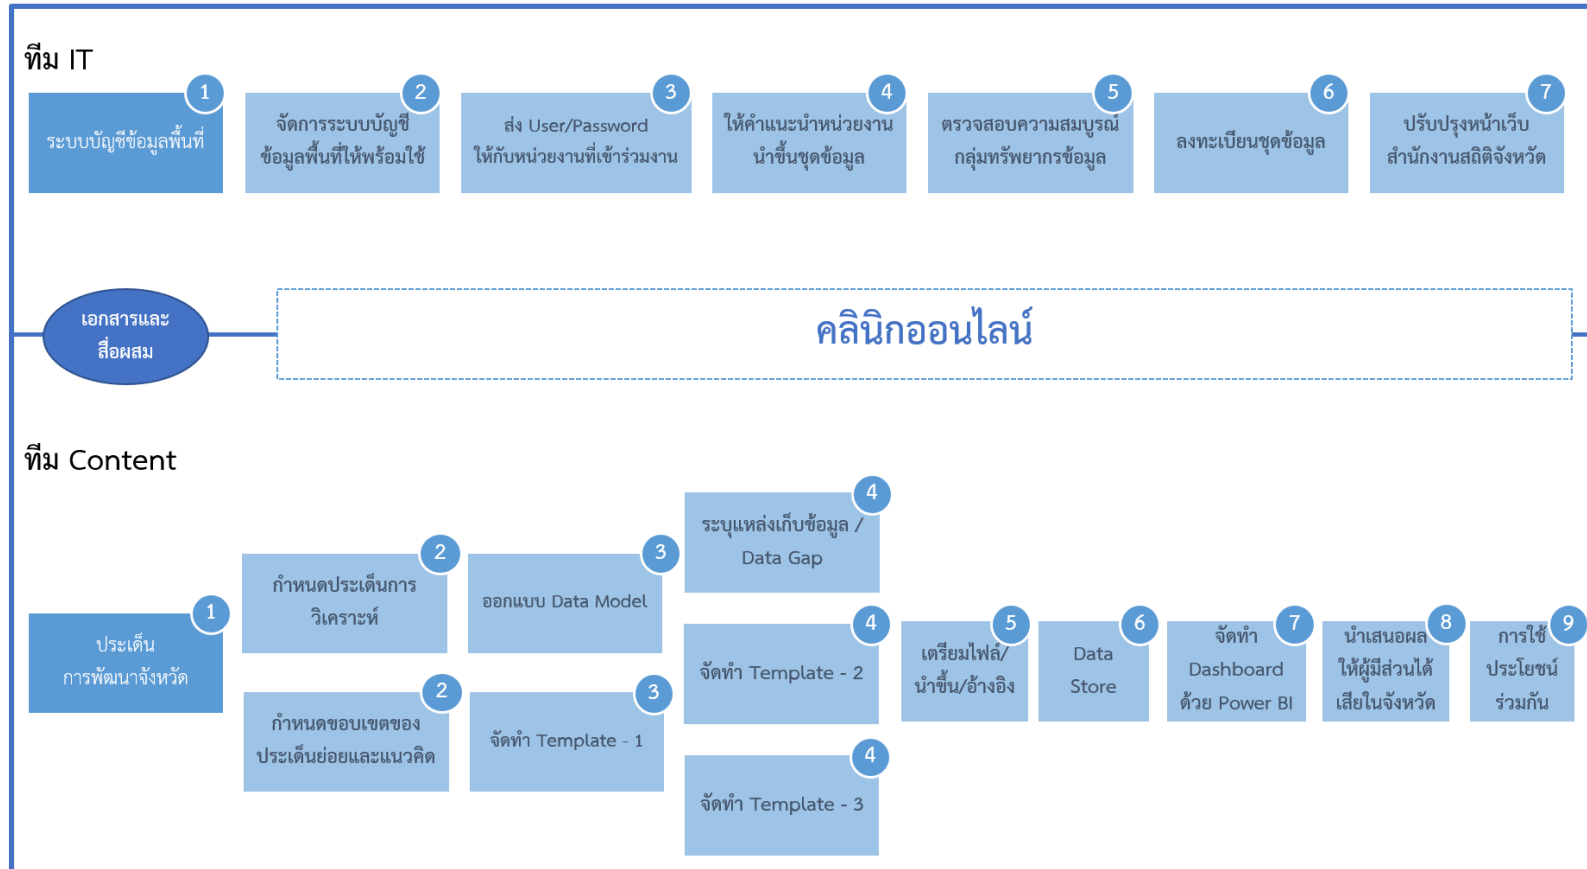 ทีม IT
1
ระบบบัญชีข้อมูลพื้นที่
2
จัดการระบบบัญชี
ข้อมูลพื้นที่ให้พร้อมใช้
3
ส่ง User/Password
ให้กับหน่วยงานที่เข้าร่วมงาน
4
ให้คำแนะนำหน่วยงาน
นำขึ้นชุดข้อมูล
5
ตรวจสอบความสมบูรณ์
กลุ่มทรัพยากรข้อมูล
6
ลงทะเบียนชุดข้อมูล
7
ปรับปรุงหน้าเว็บ
สำนักงานสถิติจังหวัด
เอกสารและ
สื่อผสม
คลินิกออนไลน์
ทีม Content
1
ประเด็น
การพัฒนาจังหวัด
2
กำหนดประเด็นการ
วิเคราะห์
2
กำหนดขอบเขตของ
ประเด็นย่อยและแนวคิด
3
ออกแบบ Data Model
3
จัดทำ Template - 1
4
ระบุแหล่งเก็บข้อมูล /
Data Gap
4
จัดทำ Template - 2
4
จัดทำ Template - 3
5
เตรียมไฟล์/
นำขึ้น/อ้างอิง
6
Data
Store
7
จัดทำ
Dashboard
ด้วย Power BI
8
นำเสนอผล
ให้ผู้มีส่วนได้
เสียในจังหวัด
9
การใช้
ประโยชน์
ร่วมกัน